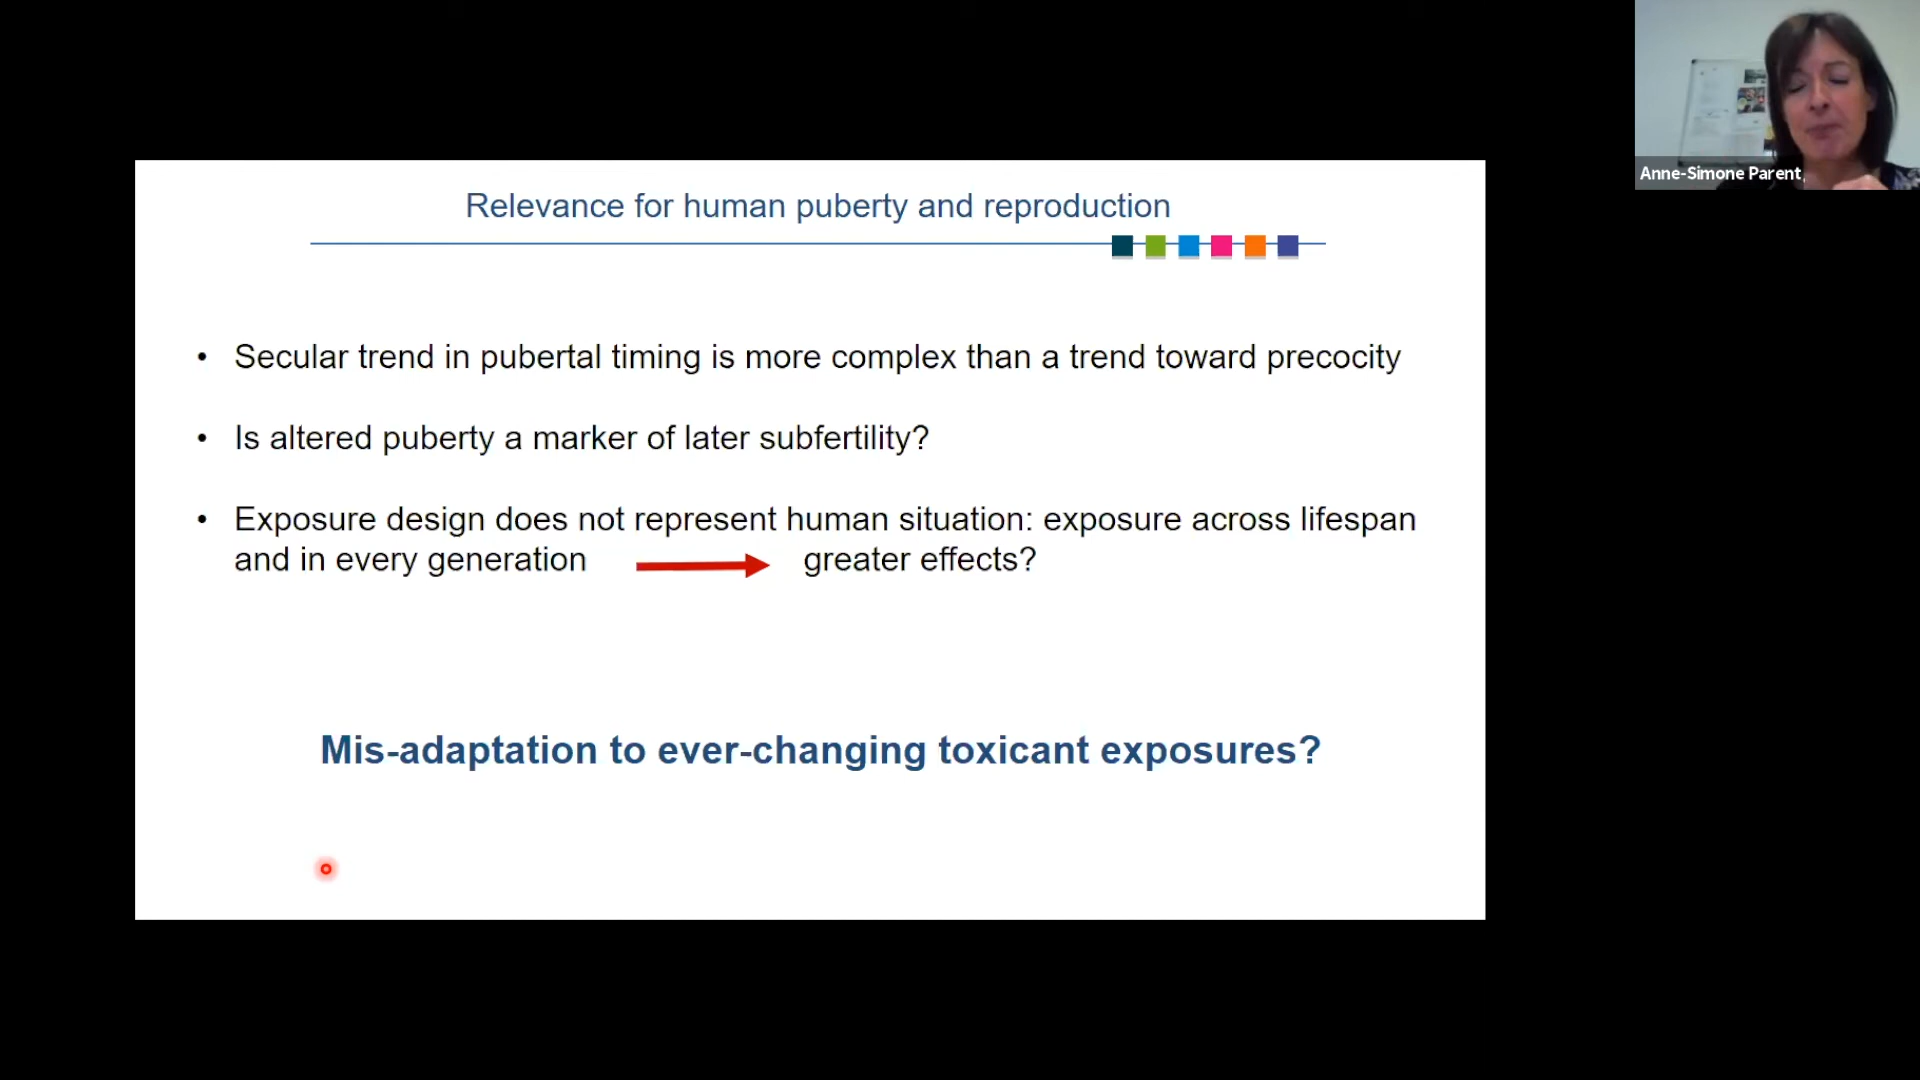 Anne-Simone Parent
Relevance for human puberty and reproduction
• Secular trend in pubertal timing is more complex than a trend toward precocity
• Is altered puberty a marker of later subfertility?
• Exposure design does not represent human situation: exposure across lifespan
and in every generation greater effects?
Mis-adaptation to ever-changing toxicant exposures?